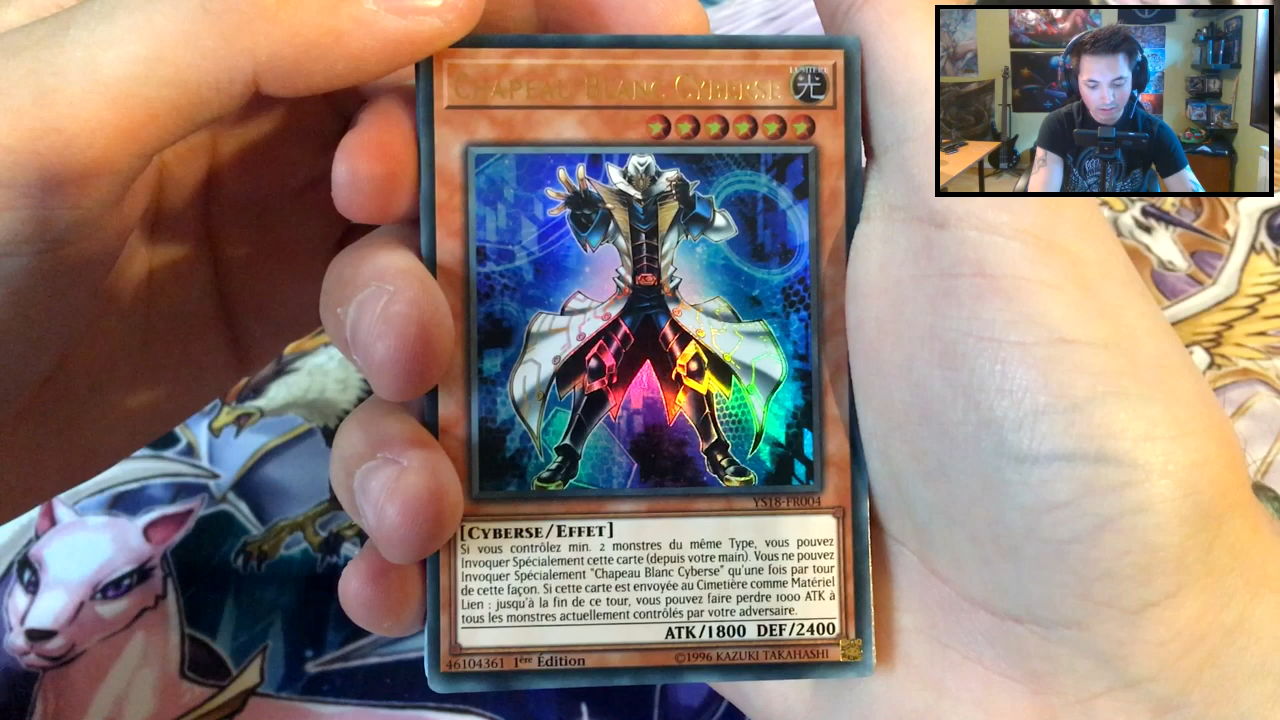 Chapeau Blanc Cyberse
LUMIÈRE
光
YS18-FR004
[Cyberse/Effet]
Si vous contrôlez min. 2 monstres du même Type, vous pouvez
Invoquer Spécialement cette carte (depuis votre main). Vous ne pouvez
Invoquer Spécialement "Chapeau Blanc Cyberse" qu'une fois par tour
de cette façon. Si cette carte est envoyée au Cimetière comme Matériel
Lien : jusqu'à la fin de ce tour, vous pouvez faire perdre 1000 ATK à
tous les monstres actuellement contrôlés par votre adversaire.
ATK/1800 DEF/2400
46104361 1ère Édition ©1996 KAZUKI TAKAHASHI